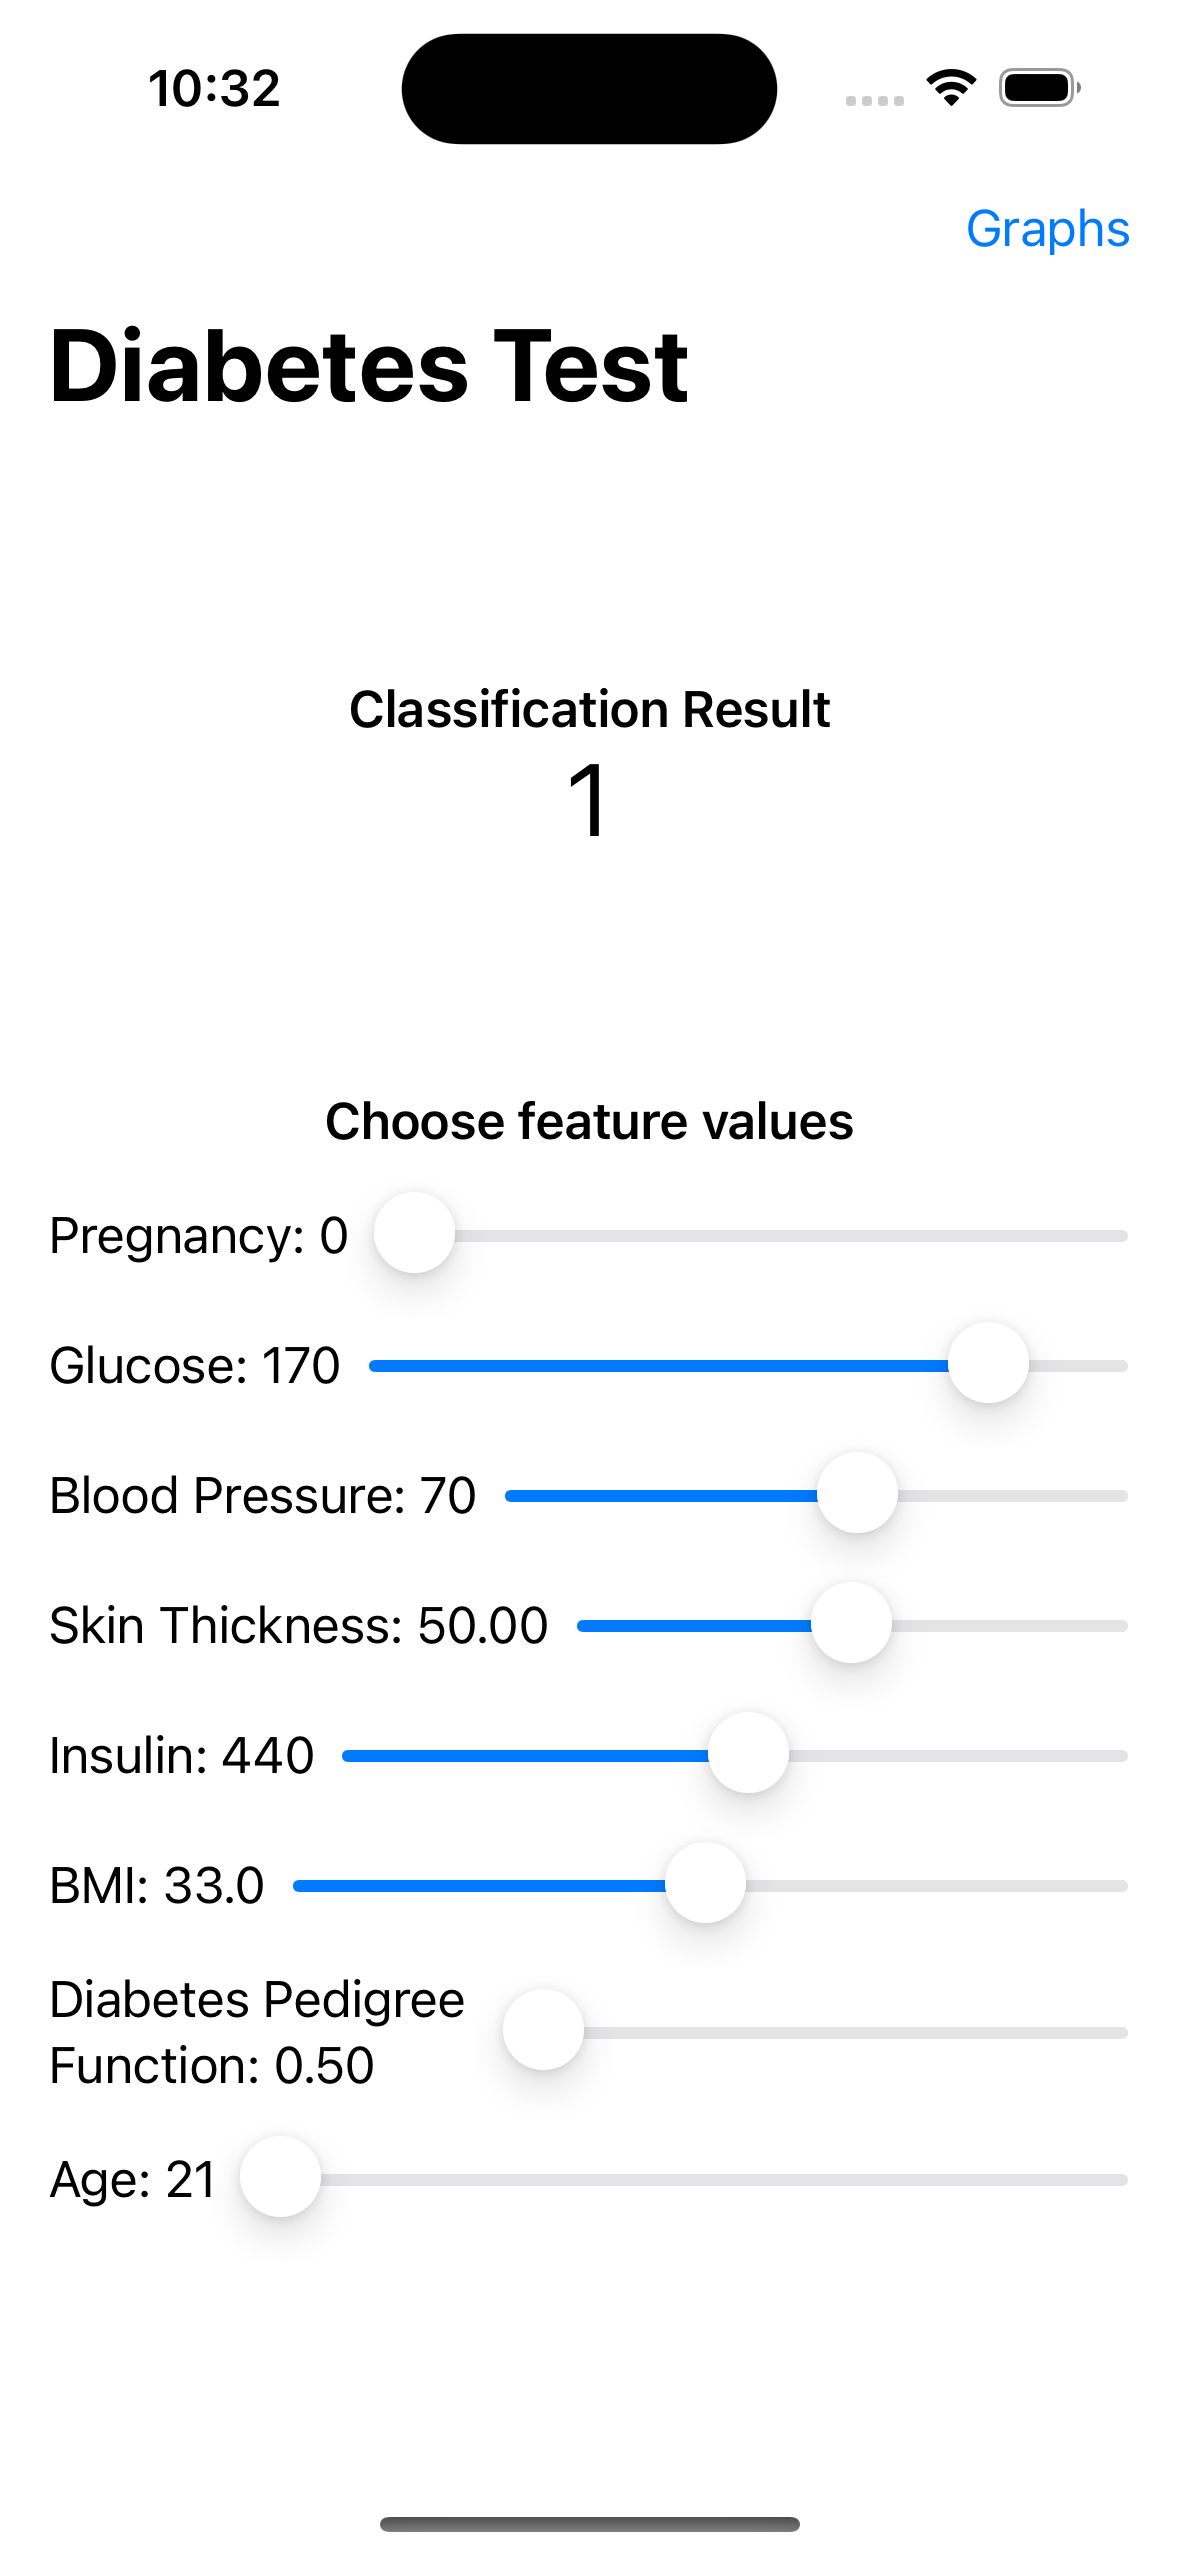 10:32
Graphs
Diabetes Test
Classification Result
1
Choose feature values
Pregnancy: 0
Glucose: 170
Blood Pressure: 70
Skin Thickness: 50.00
Insulin: 440
BMI: 33.0
Diabetes Pedigree
Function: 0.50
Age: 21